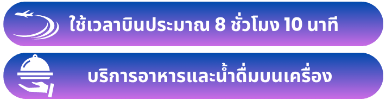 ใช้เวลาบินประมาณ 8 ชั่วโมง 10 นาที
บริการอาหารและน้ำดื่มบนเครื่อง